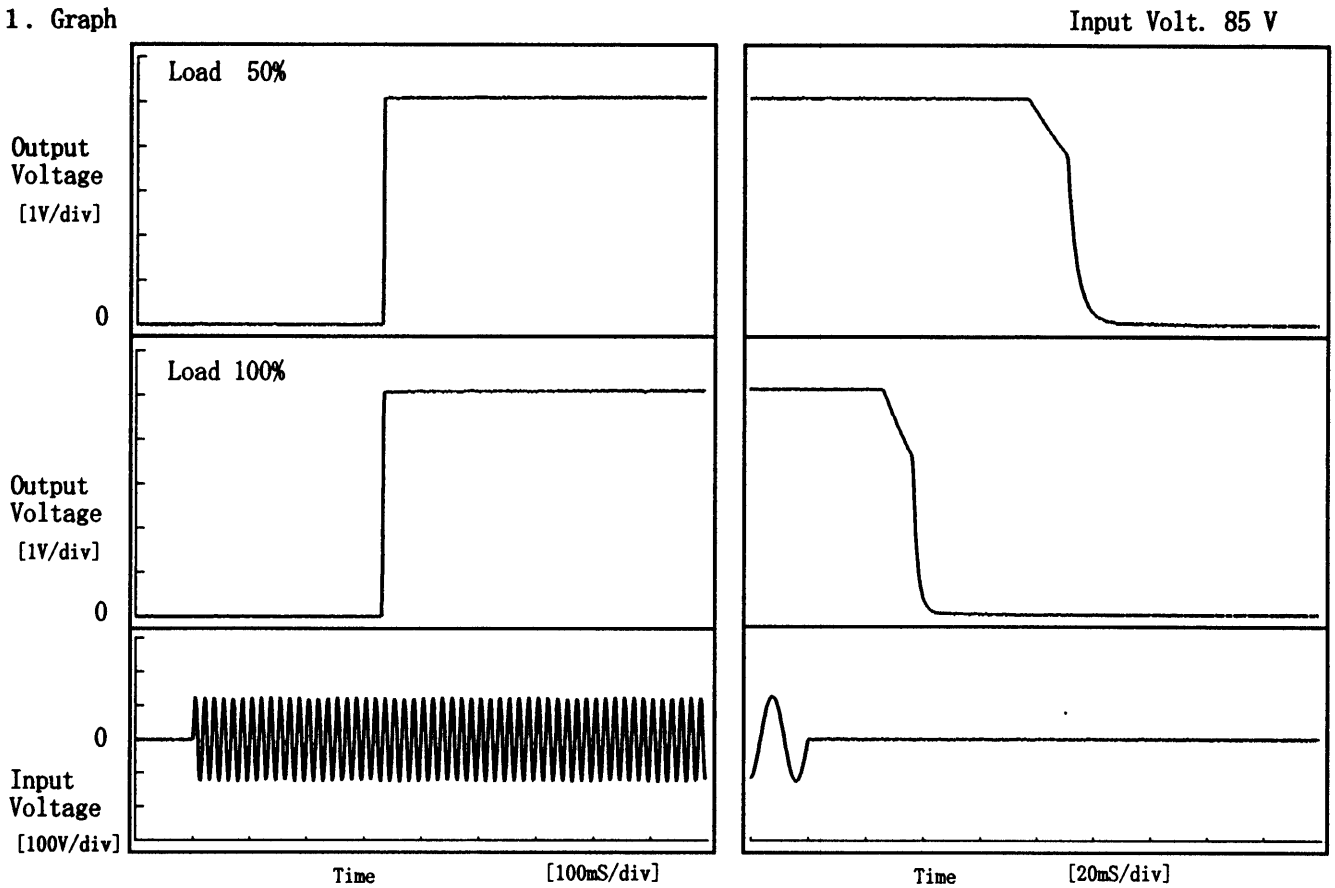 1. Graph
Input Volt. 85 V
Load 50%
Output
Voltage
[1V/div]
0
Load 100%
Output
Voltage
[1V/div]
0
0
Input
Voltage
[100V/div]
Time [100mS/div]
Time [20mS/div]